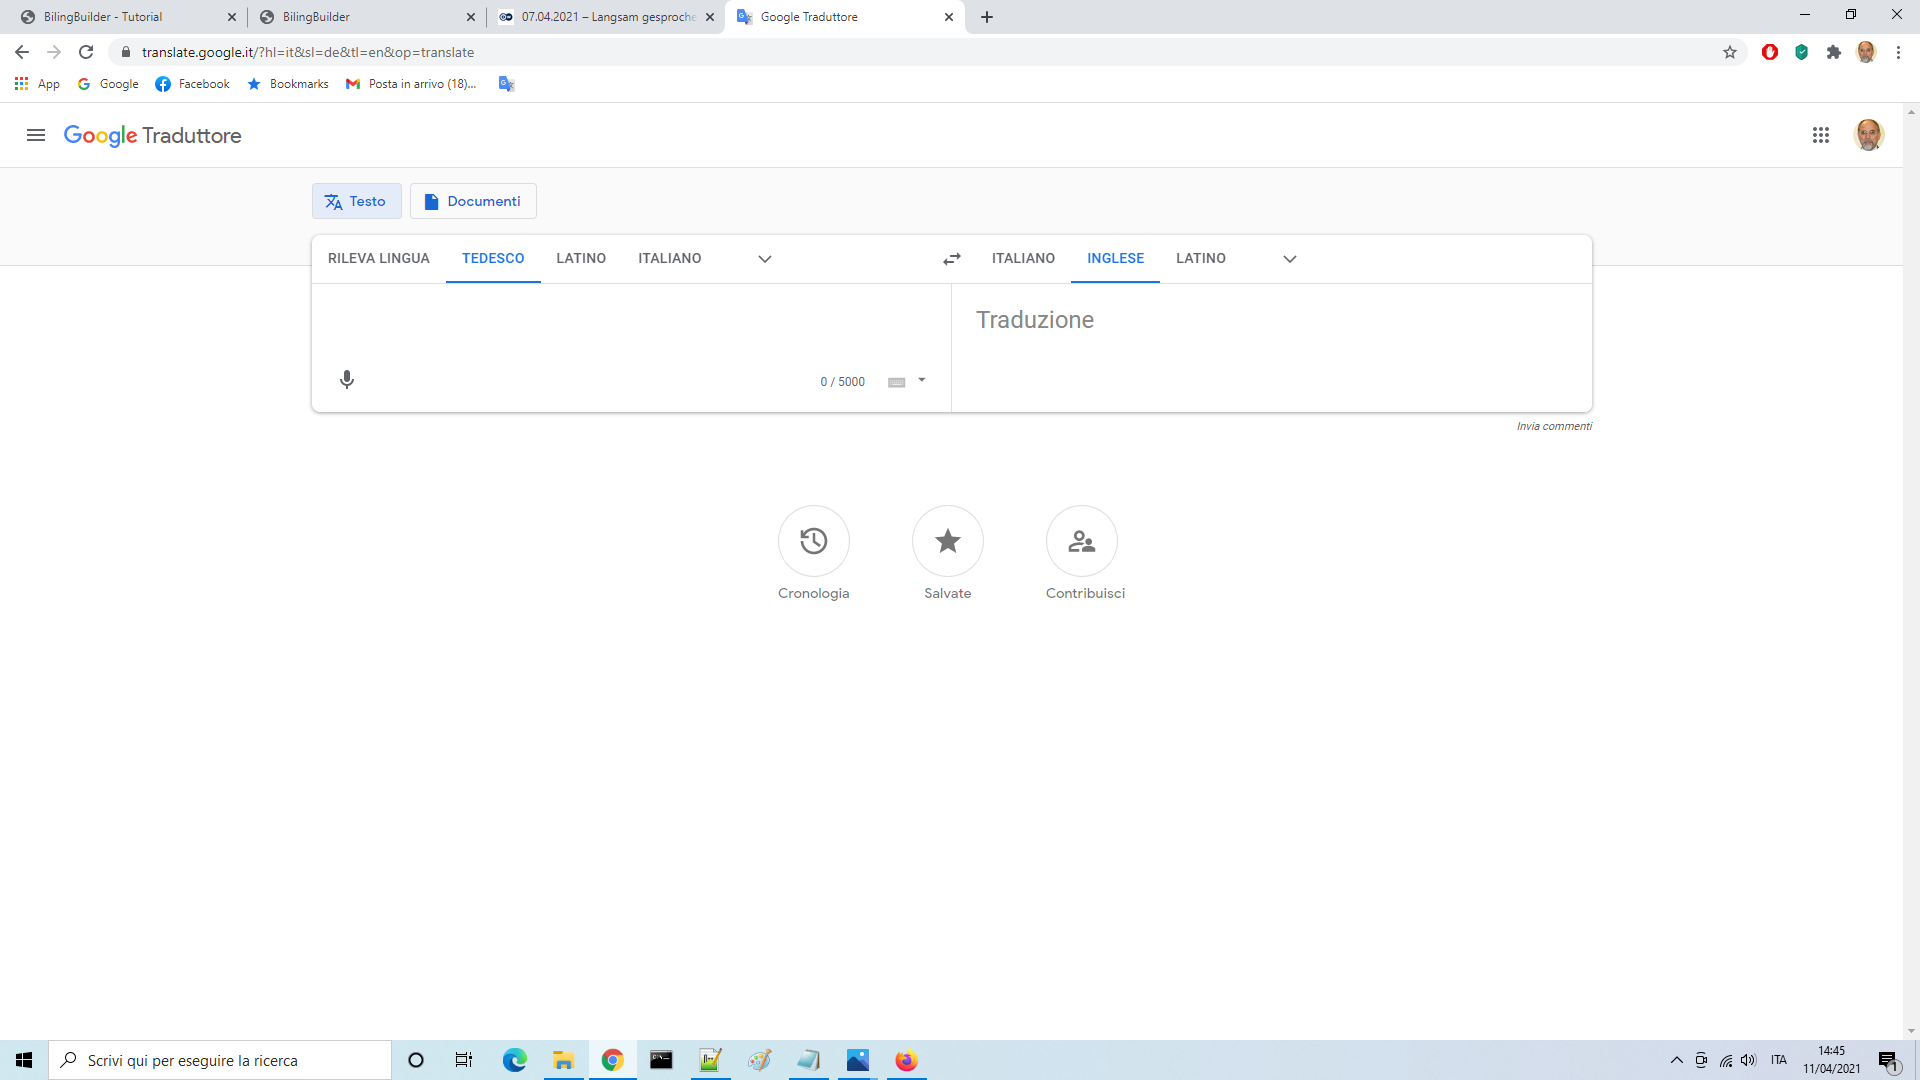 BilingBuilder - Tutorial
BilingBuilder
07.04.2021 – Langsam gesproche
Google Traduttore
translate.google.it/?hl=it&sl=de&tl=en&op=translate
App
Google
Facebook
Bookmarks
Posta in arrivo (18)...
Google Traduttore
Testo
Documenti
RILEVA LINGUA
TEDESCO
LATINO
ITALIANO
ITALIANO
INGLESE
LATINO
Traduzione
0 / 5000
Invia commenti
Cronologia
Salvate
Contribuisci
Scrivi qui per eseguire la ricerca
ITA
14:45
11/04/2021
1